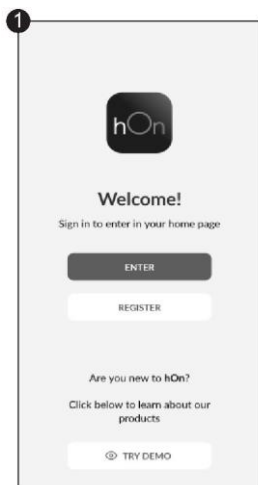 1
hOn
Welcome!
Sign in to enter in your home page
ENTER
REGISTER
Are you new to hOn?
Click below to learn about our
products
TRY DEMO